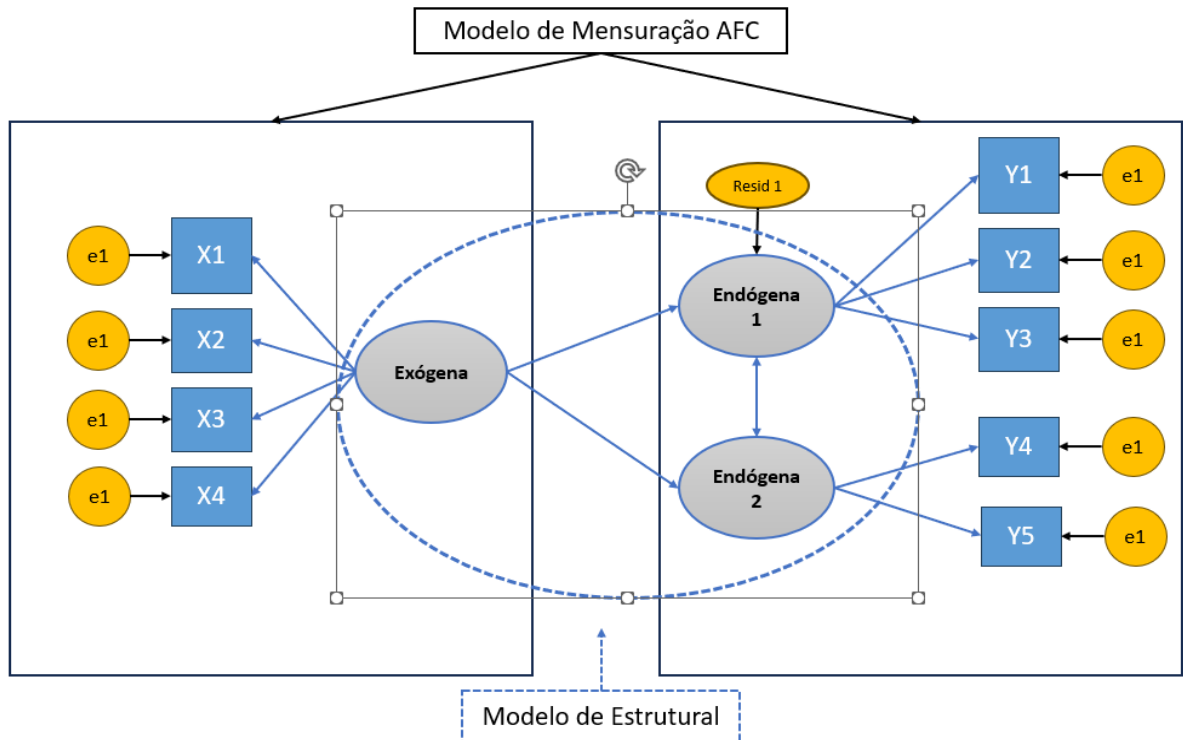 Modelo de Mensuração AFC
Resid 1
Y1
e1
e1
X1
Y2
e1
Endógena
1
e1
X2
Y3
e1
Exógena
e1
X3
Y4
e1
Endógena
2
e1
X4
Y5
e1
Modelo de Estrutural